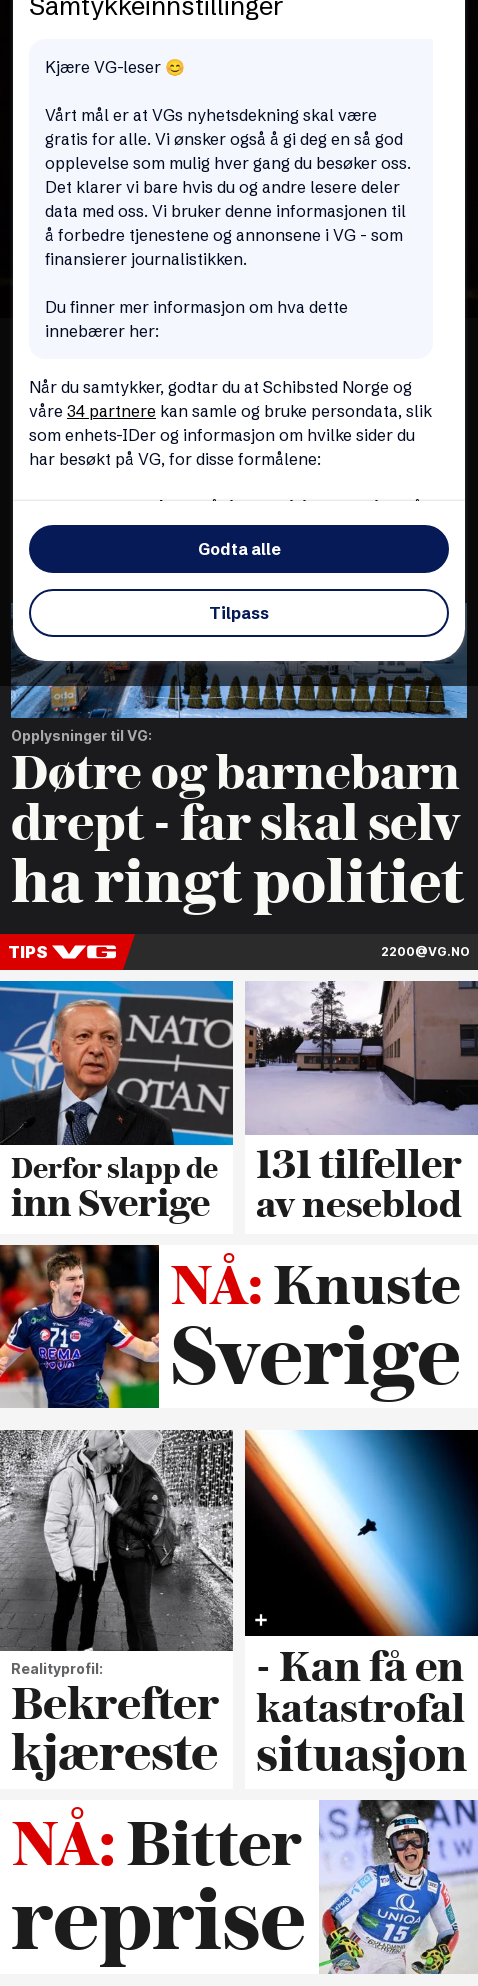 Samtykkeinnstillinger
Kjære VG-leser 😊
Vårt mål er at VGs nyhetsdekning skal være
gratis for alle. Vi ønsker også å gi deg en så god
opplevelse som mulig hver gang du besøker oss.
Det klarer vi bare hvis du og andre lesere deler
data med oss. Vi bruker denne informasjonen til
å forbedre tjenestene og annonsene i VG - som
finansierer journalistikken.
Du finner mer informasjon om hva dette
innebærer her:
Når du samtykker, godtar du at Schibsted Norge og
våre 34 partnere kan samle og bruke persondata, slik
som enhets-IDer og informasjon om hvilke sider du
har besøkt på VG, for disse formålene:
Godta alle
Tilpass
oda
Opplysninger til VG:
Døtre og barnebarn
drept - far skal selv
ha ringt politiet
TIPS VG
2200@VG.NO
NATO
OTAN
Derfor slapp de
inn Sverige
131 tilfeller
av neseblod
71
REMA
1000
NÅ: Knuste
Sverige
Realityprofil:
Bekrefter
kjæreste
+
- Kan få en
katastrofal
situasjon
NÅ: Bitter
reprise
UNIQA
15